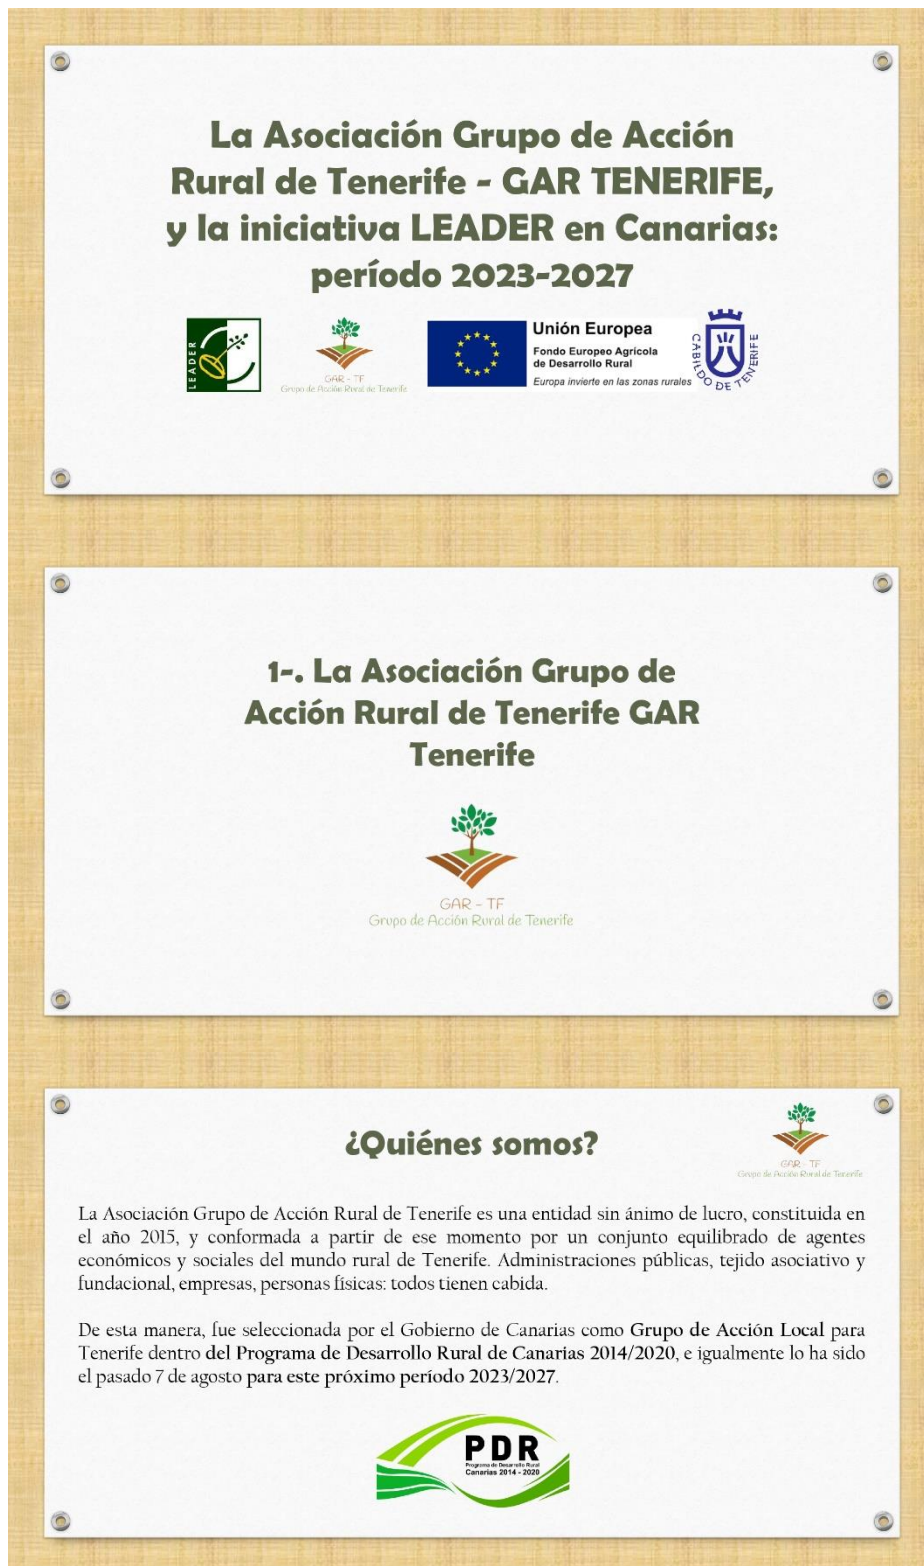 La Asociación Grupo de Acción
Rural de Tenerife - GAR TENERIFE,
y la iniciativa LEADER en Canarias:
período 2023-2027
LEADER
GAR - TF
Grupo de Acción Rural de Tenerife
Unión Europea
Fondo Europeo Agrícola
de Desarrollo Rural
Europa invierte en las zonas rurales
CABILDO DE TENERIFE
1-. La Asociación Grupo de
Acción Rural de Tenerife GAR
Tenerife
GAR - TF
Grupo de Acción Rural de Tenerife
¿Quiénes somos?
GAR - TF
Grupo de Acción Rural de Tenerife
La Asociación Grupo de Acción Rural de Tenerife es una entidad sin ánimo de lucro, constituida en
el año 2015, y conformada a partir de ese momento por un conjunto equilibrado de agentes
económicos y sociales del mundo rural de Tenerife. Administraciones públicas, tejido asociativo y
fundacional, empresas, personas físicas: todos tienen cabida.
De esta manera, fue seleccionada por el Gobierno de Canarias como Grupo de Acción Local para
Tenerife dentro del Programa de Desarrollo Rural de Canarias 2014/2020, e igualmente lo ha sido
el pasado 7 de agosto para este próximo período 2023/2027.
PDR
Programa de Desarrollo Rural
Canarias 2014 - 2020